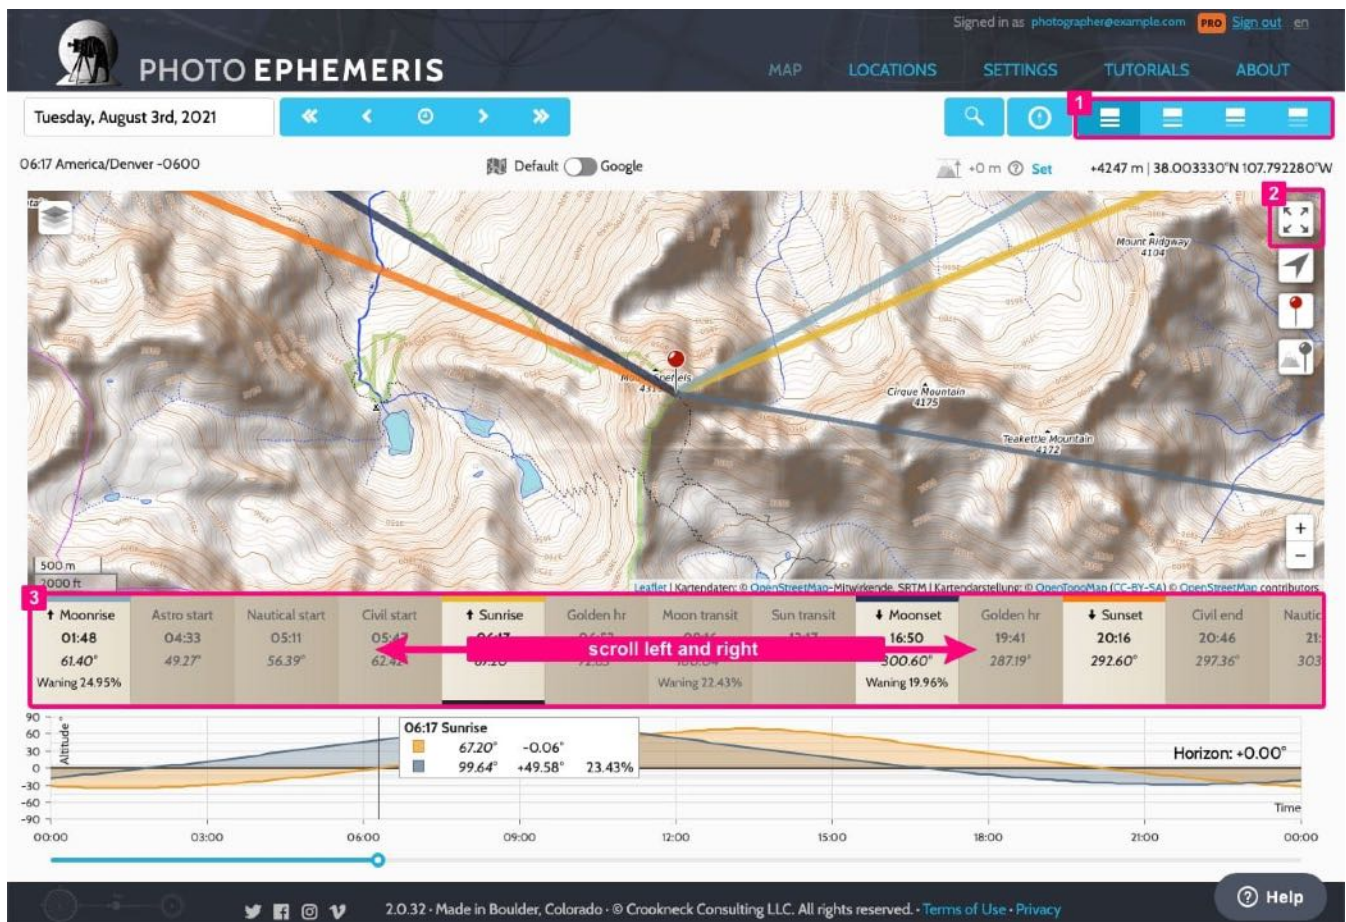 Signed in as photographer@example.com PRO Sign out en
PHOTO EPHEMERIS
MAP LOCATIONS SETTINGS TUTORIALS ABOUT
1
Tuesday, August 3rd, 2021
06:17 America/Denver -0600
Default Google
+0 m Set
+4247 m | 38.003330°N 107.792280°W
2
Mount Ridgway
4104
Cirque Mountain
4175
Teakettle Mountain
4172
+
−
500 m
2000 ft
Leaflet | Kartendaten: © OpenStreetMap-Mitwirkende, SRTM | Kartendarstellung: © OpenTopoMap (CC-BY-SA) © OpenStreetMap contributors
3
Moonrise Astro start Nautical start Civil start Sunrise Golden hr Moon transit Sun transit Moonset Golden hr Sunset Civil end Nautic
01:48 04:33 05:11 16:50 19:41 20:16 20:46 21:
scroll left and right
61.40° 49.27° 56.39° 300.60° 287.19° 292.60° 297.36° 303
Waning 24.95% Waning 22.43% Waning 19.96%
90
60
30
0
-30
-60
-90
Altitude °
06:17 Sunrise
67.20° -0.06°
99.64° +49.58° 23.43%
Horizon: +0.00°
Time
00:00 03:00 06:00 09:00 12:00 15:00 18:00 21:00 00:00
Help
2.0.32 · Made in Boulder, Colorado · © Crookneck Consulting LLC. All rights reserved. · Terms of Use · Privacy